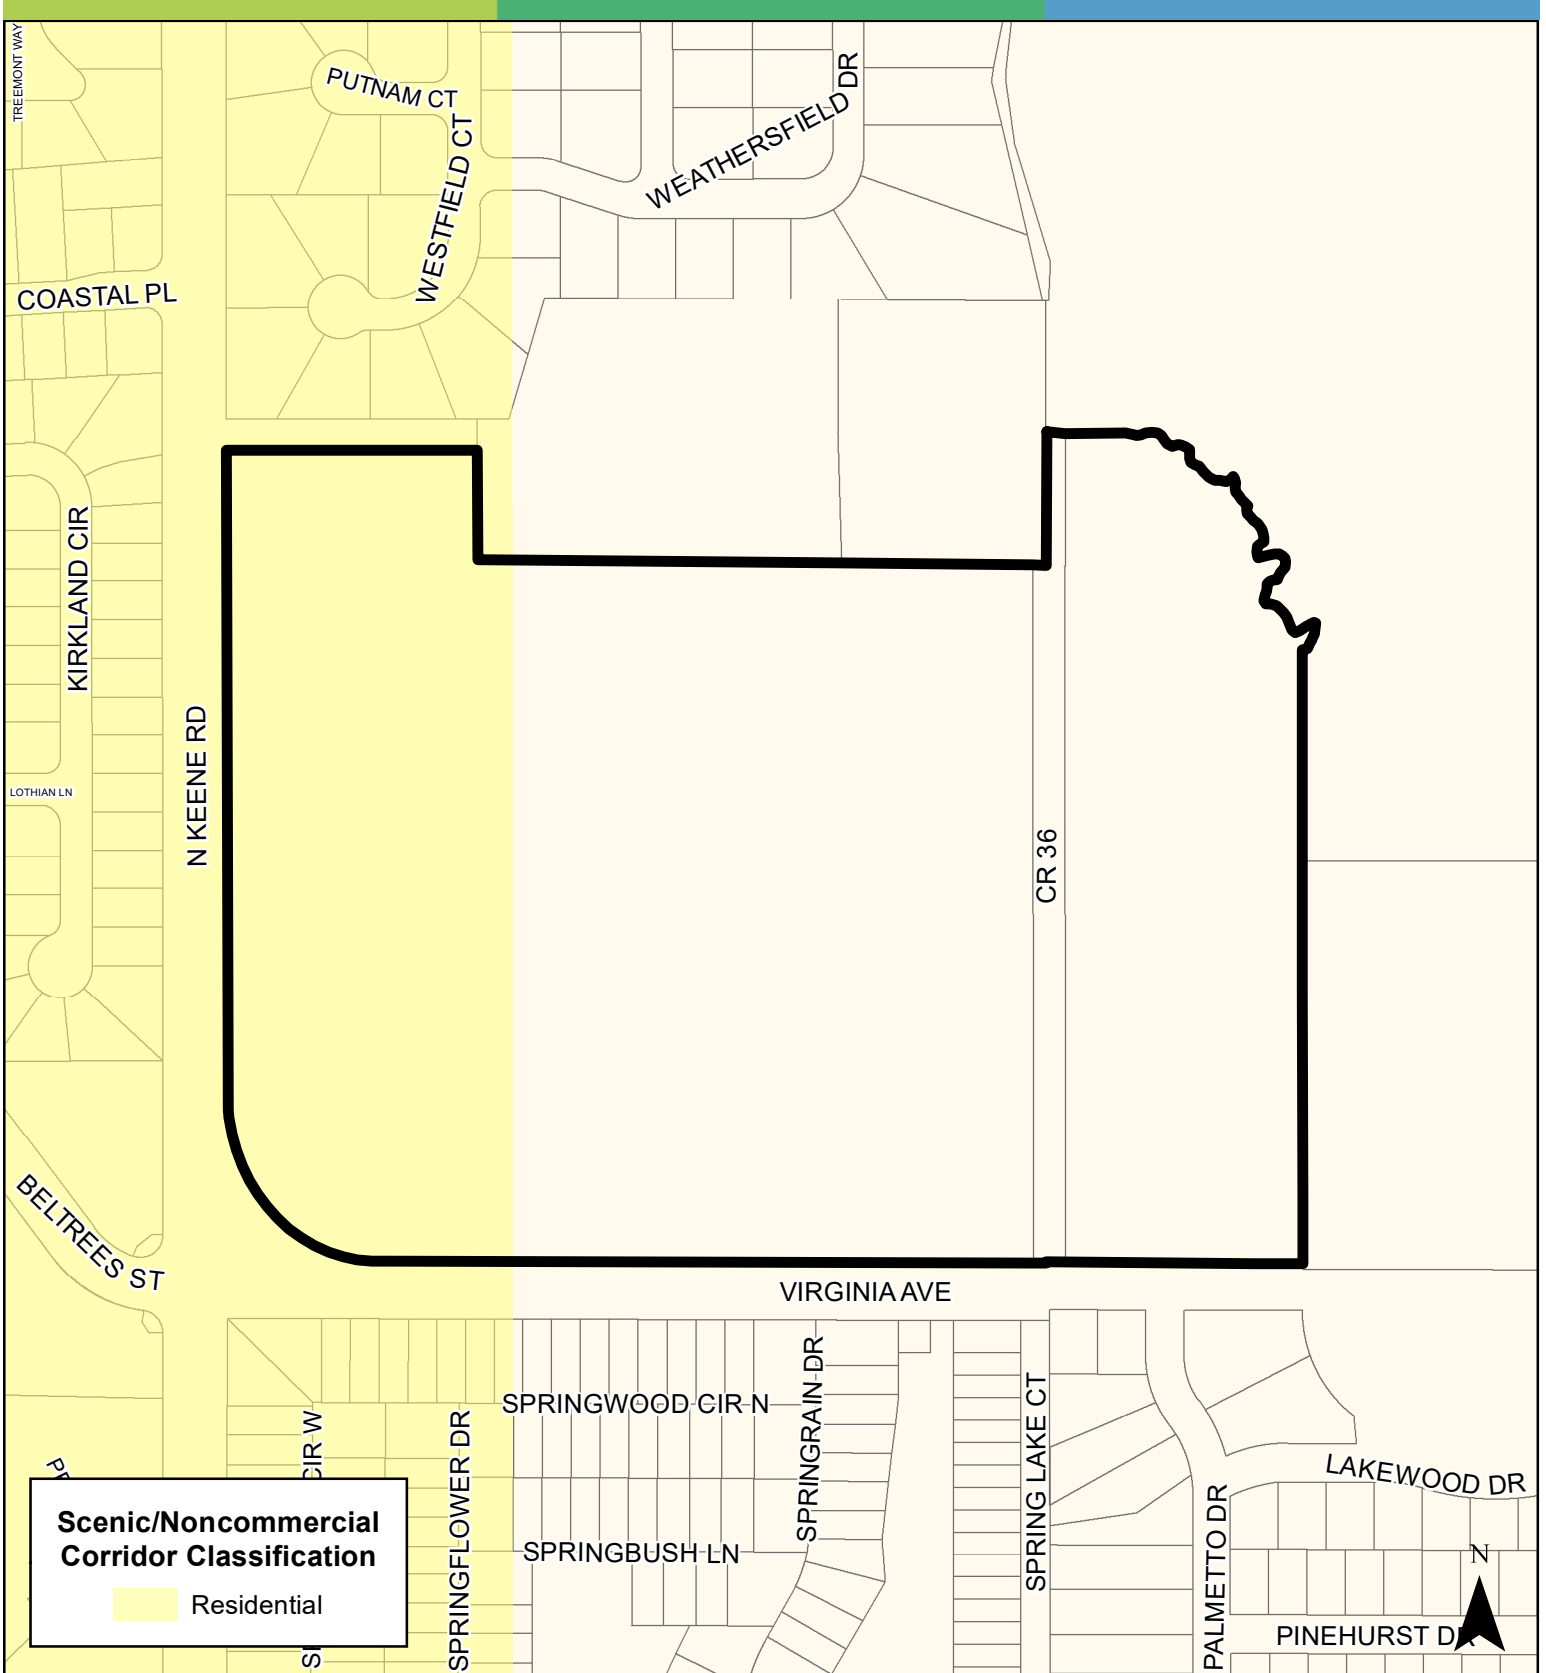 TREEMONT WAY
PUTNAM CT
WESTFIELD CT
WEATHERSFIELD DR
COASTAL PL
KIRKLAND CIR
N KEENE RD
LOTHIAN LN
CR 36
BELTREES ST
VIRGINIA AVE
SPRINGWOOD CIR N
SPRINGRAIN DR
SPRING LAKE CT
CIR W
SPRINGFLOWER DR
LAKEWOOD DR
PALMETTO DR
SPRINGBUSH LN
N
PINEHURST DR
Scenic/Noncommercial
Corridor Classification
Residential